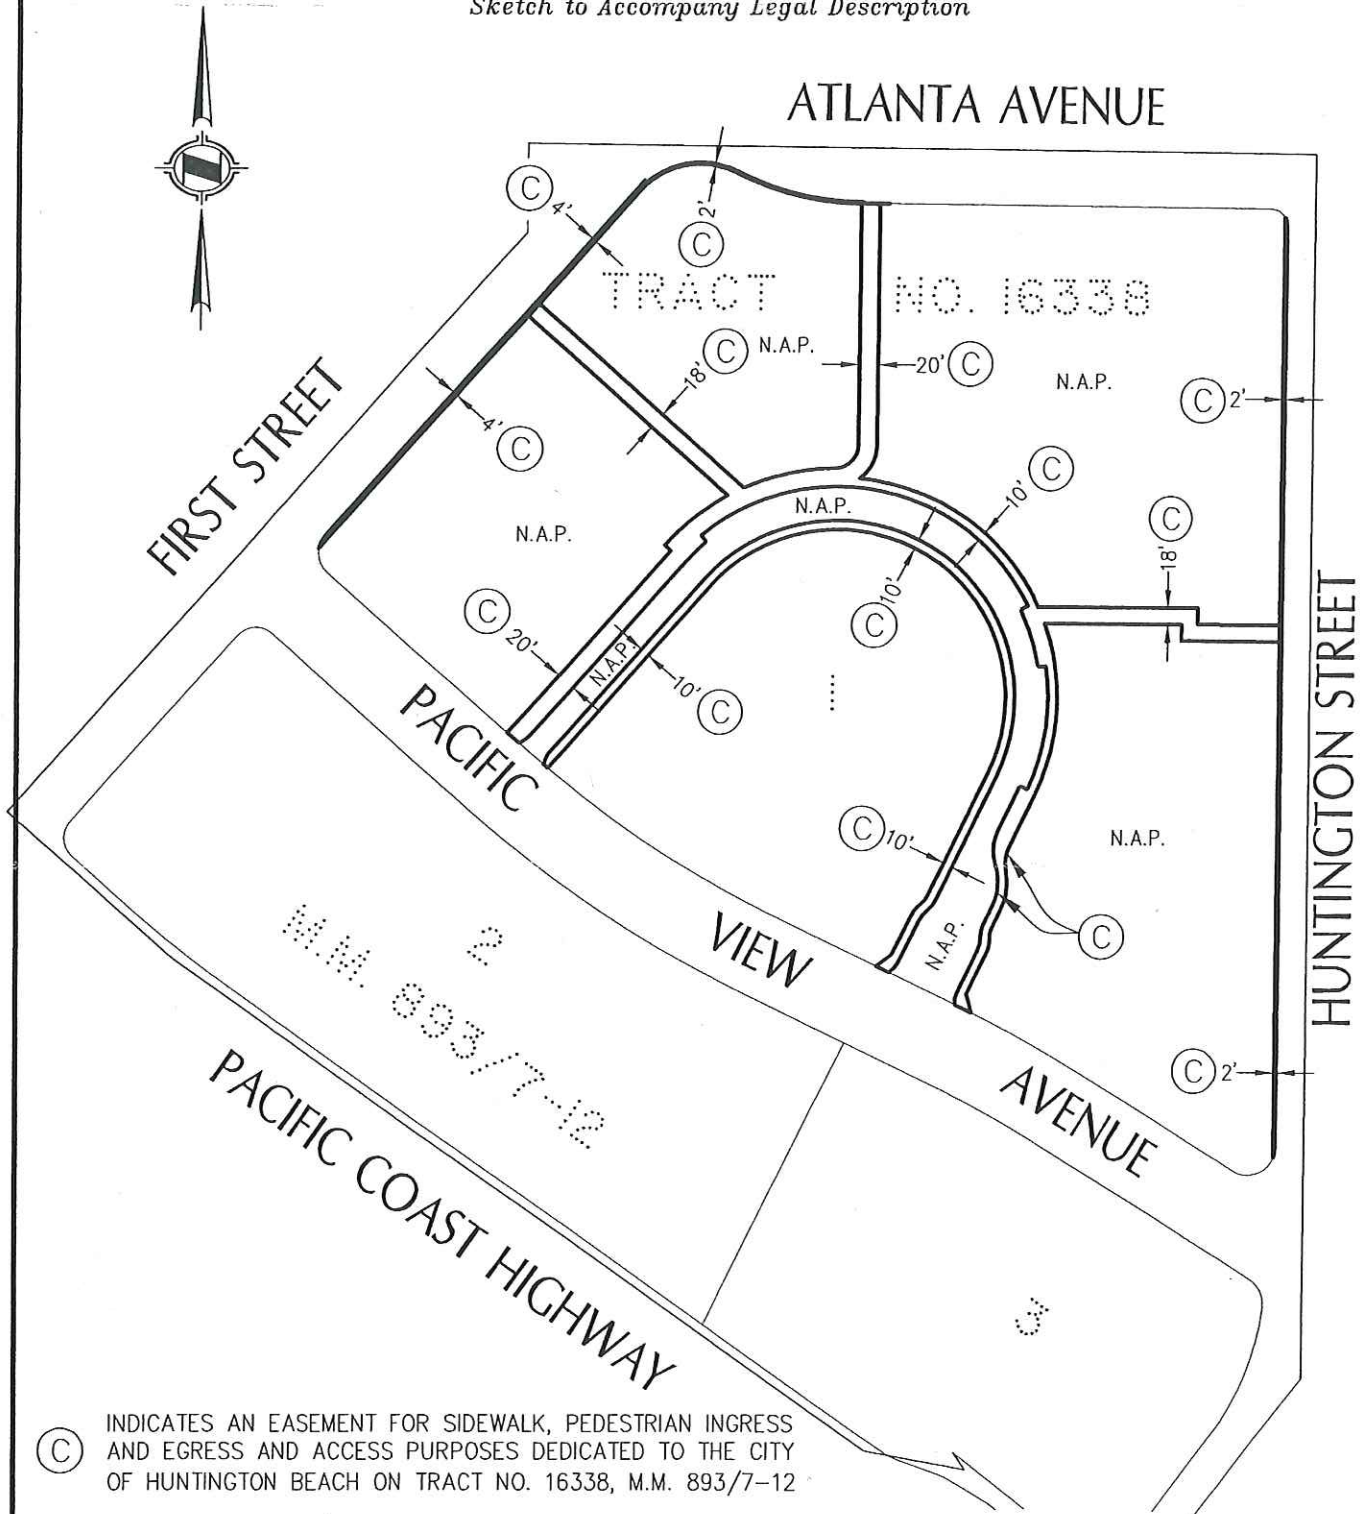 Sketch to Accompany Legal Description
ATLANTA AVENUE
C 4'
2' C
TRACT NO. 16338
18' C
N.A.P.
20' C
N.A.P.
C 2'
4' C
FIRST STREET
10' C
N.A.P.
N.A.P.
C
18'
C 10'
C 20'
N.A.P.
10' C
1
HUNTINGTON STREET
PACIFIC VIEW AVENUE
C 10'
N.A.P.
N.A.P.
C
2
M.M. 893/7-12
C 2'
PACIFIC COAST HIGHWAY
3
C
INDICATES AN EASEMENT FOR SIDEWALK, PEDESTRIAN INGRESS
AND EGRESS AND ACCESS PURPOSES DEDICATED TO THE CITY
OF HUNTINGTON BEACH ON TRACT NO. 16338, M.M. 893/7-12